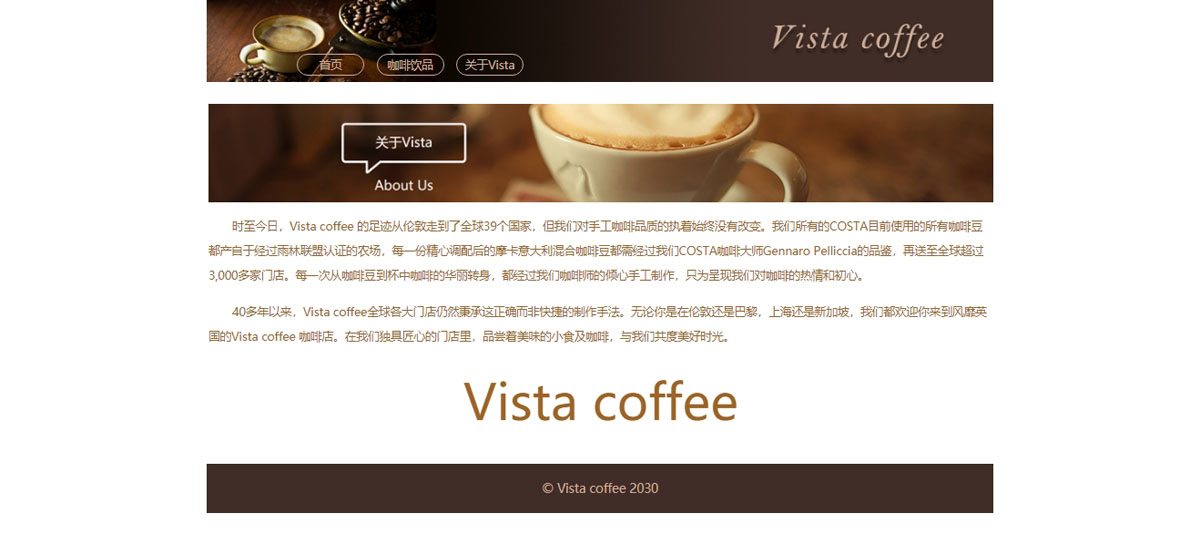 Vista coffee
首页 咖啡饮品 关于Vista
关于Vista
About Us
时至今日，Vista coffee 的足迹从伦敦走到了全球39个国家，但我们对手工咖啡品质的执着始终没有改变。我们所有的COSTA目前使用的所有咖啡豆
都产自于经过雨林联盟认证的农场，每一份精心调配后的摩卡意大利混合咖啡豆都需经过我们COSTA咖啡大师Gennaro Pelliccia的品鉴，再送至全球超过
3,000多家门店。每一次从咖啡豆到杯中咖啡的华丽转身，都经过我们咖啡师的倾心手工制作，只为呈现我们对咖啡的热情和初心。
40多年以来，Vista coffee全球各大门店仍然秉承这正确而非快捷的制作手法。无论你是在伦敦还是巴黎，上海还是新加坡，我们都欢迎你来到风靡英
国的Vista coffee 咖啡店。在我们独具匠心的门店里，品尝着美味的小食及咖啡，与我们共度美好时光。
Vista coffee
© Vista coffee 2030